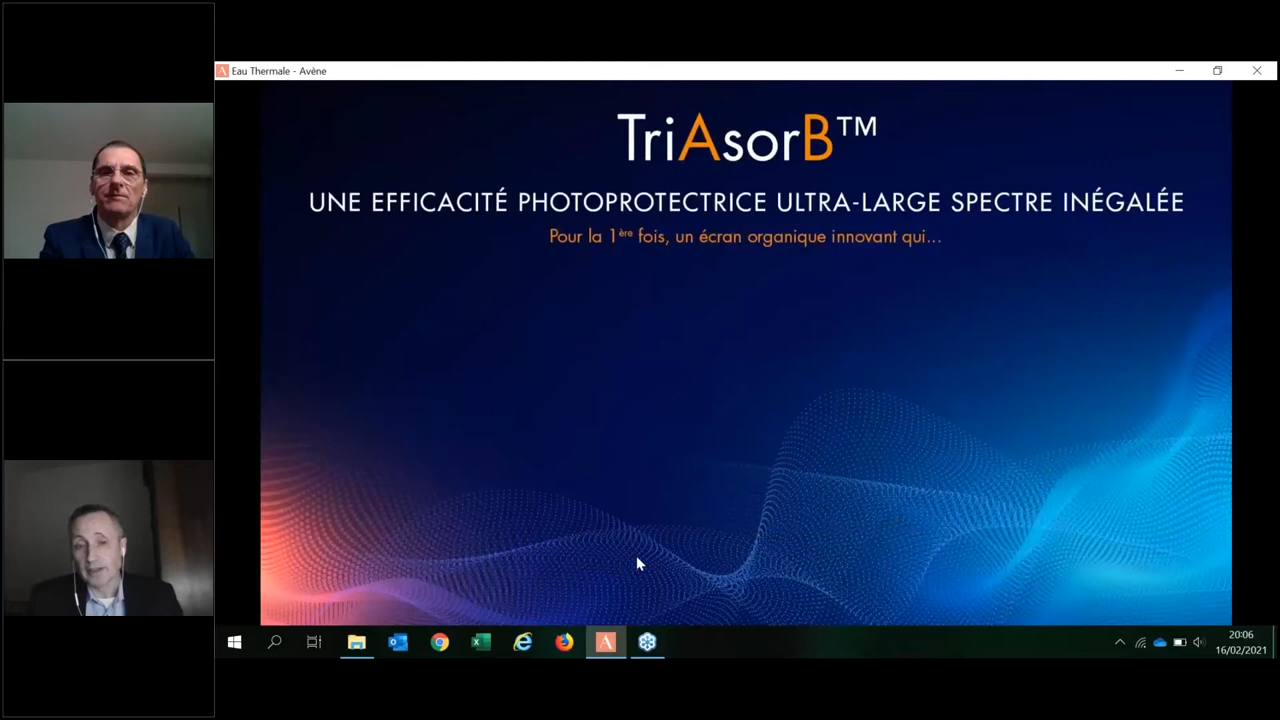 Eau Thermale - Avène
TriAsorB™
UNE EFFICACITÉ PHOTOPROTECTRICE ULTRA-LARGE SPECTRE INÉGALÉE
Pour la 1ère fois, un écran organique innovant qui...
20:06
16/02/2021